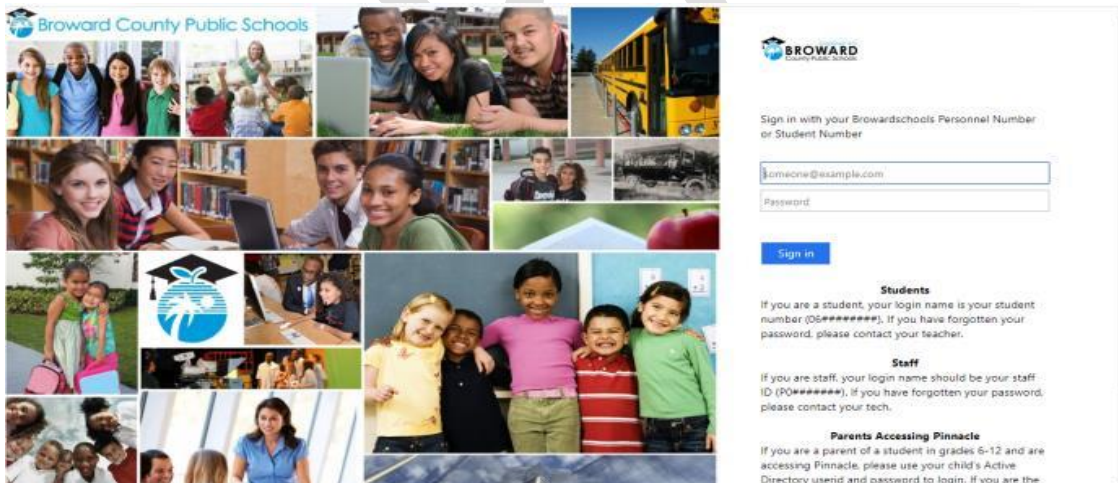 Broward County Public Schools
BROWARD
County Public Schools
Sign in with your Browardschools Personnel Number
or Student Number
someone@example.com
Password
Sign in
Students
If you are a student, your login name is your student
number (06########). If you have forgotten your
password, please contact your teacher.
Staff
If you are staff, your login name should be your staff
ID (P0#######). If you have forgotten your password,
please contact your tech.
Parents Accessing Pinnacle
If you are a parent of a student in grades 6-12 and are
accessing Pinnacle, please use your child's Active
Directory userid and password to login. If you are the